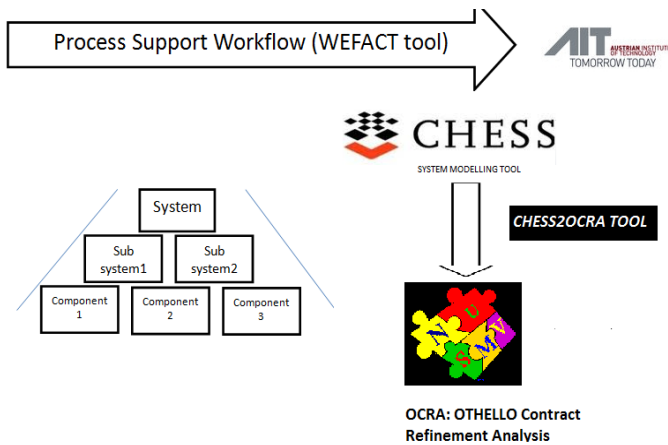 Process Support Workflow (WEFACT tool)
AIT
AUSTRIAN INSTITUT
OF TECHNOLOGY
TOMORROW TODAY
CHESS
SYSTEM MODELLING TOOL
CHESS2OCRA TOOL
System
Sub
system1
Sub
system2
Component
1
Component
2
Component
3
N U
S M V
OCRA: OTHELLO Contract
Refinement Analysis